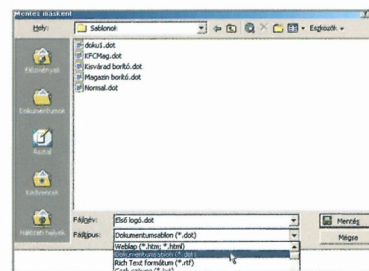 Mentés másként
Hely:
Sablonok
Eszközök
doku1.dot
KFCMag.dot
Kisvárad borító.dot
Magazin borító.dot
Normal.dot
Előzmények
Dokumentumok
Asztal
Kedvencek
Hálózati helyek
Fájlnév:
Első logó.dot
Mentés
Fájltípus:
Dokumentumsablon (*.dot)
Mégse
Weblap (*.htm; *.html)
Dokumentumsablon (*.dot)
Rich Text formátum (*.rtf)